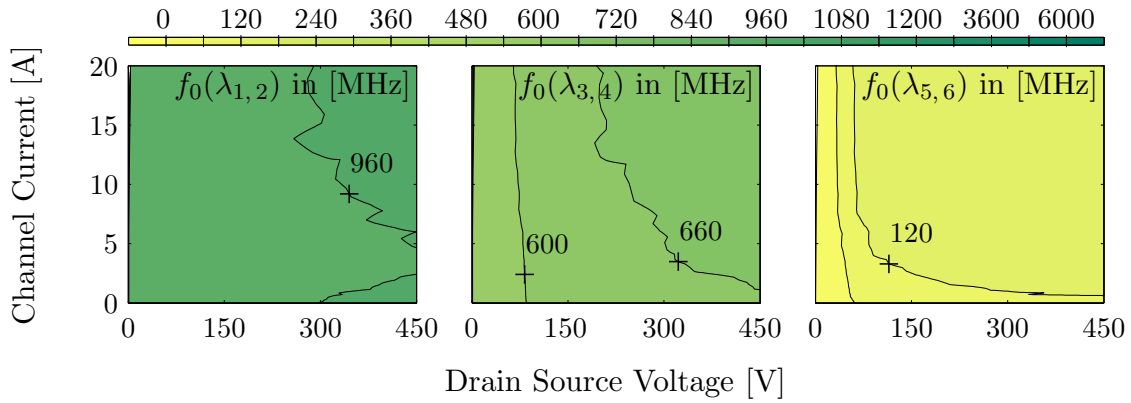 0 120 240 360 480 600 720 840 960 1080 1200 3600 6000
Channel Current [A]
20
15
10
5
0
f₀(λ₁,₂) in [MHz]
960
0 150 300 450
f₀(λ₃,₄) in [MHz]
600
660
0 150 300 450
f₀(λ₅,₆) in [MHz]
120
0 150 300 450
Drain Source Voltage [V]